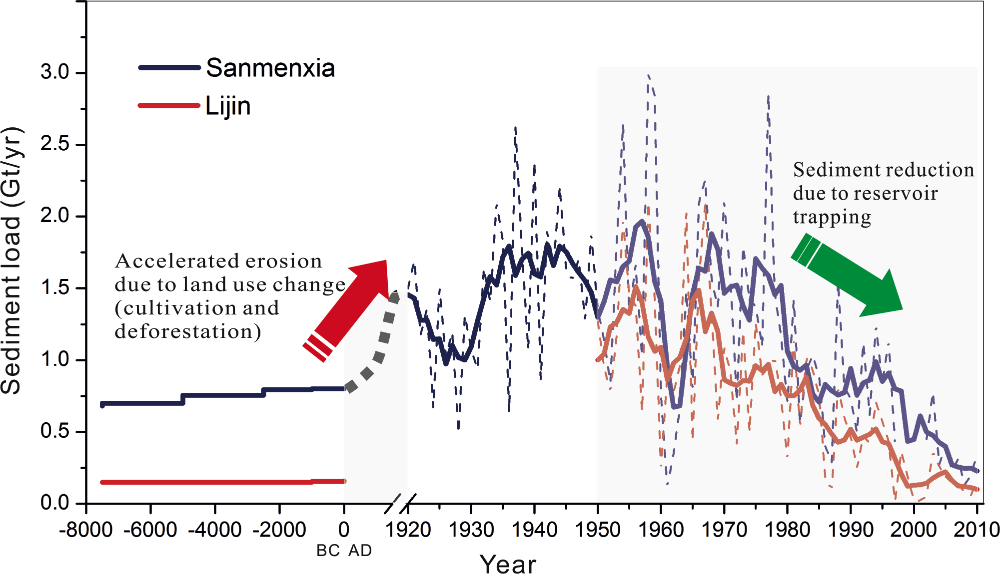 Sediment load (Gt/yr)
3.0
2.5
2.0
1.5
1.0
0.5
0.0
Sanmenxia
Lijin
Accelerated erosion
due to land use change
(cultivation and
deforestation)
Sediment reduction
due to reservoir
trapping
-8000 -6000 -4000 -2000 0 1920 1930 1940 1950 1960 1970 1980 1990 2000 2010
BC AD
Year